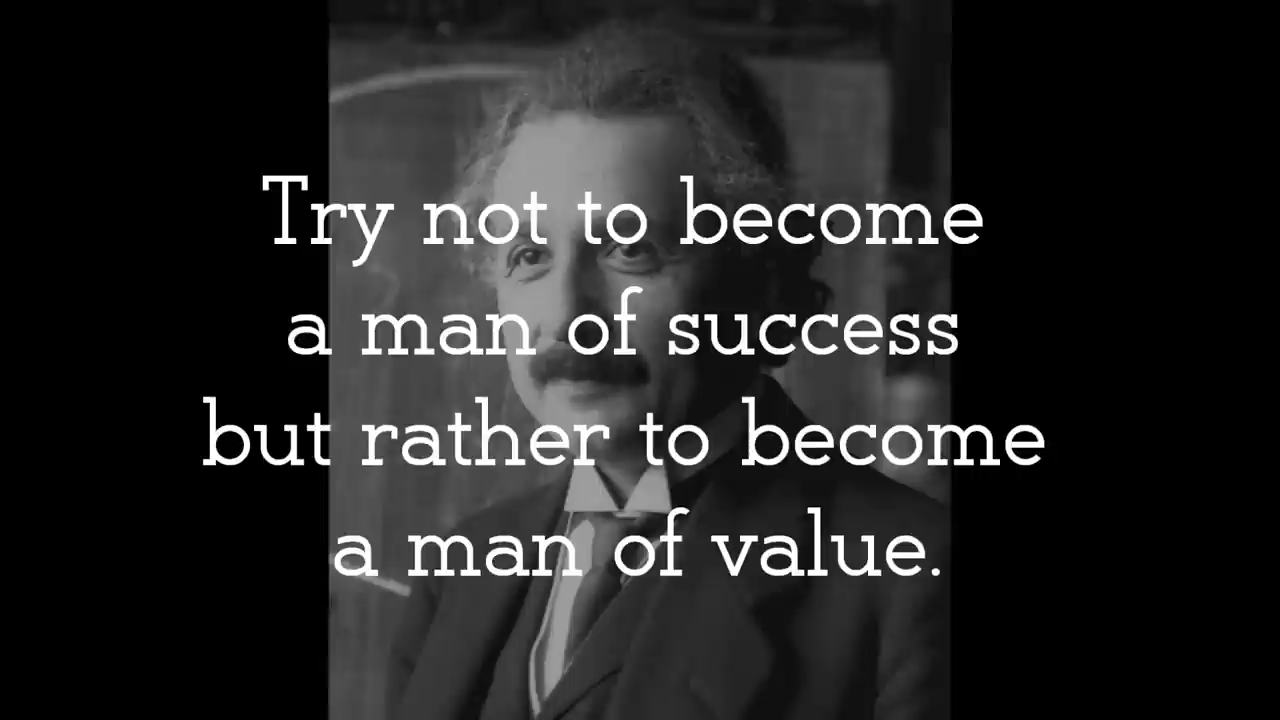 Try not to become
a man of success
but rather to become
a man of value.